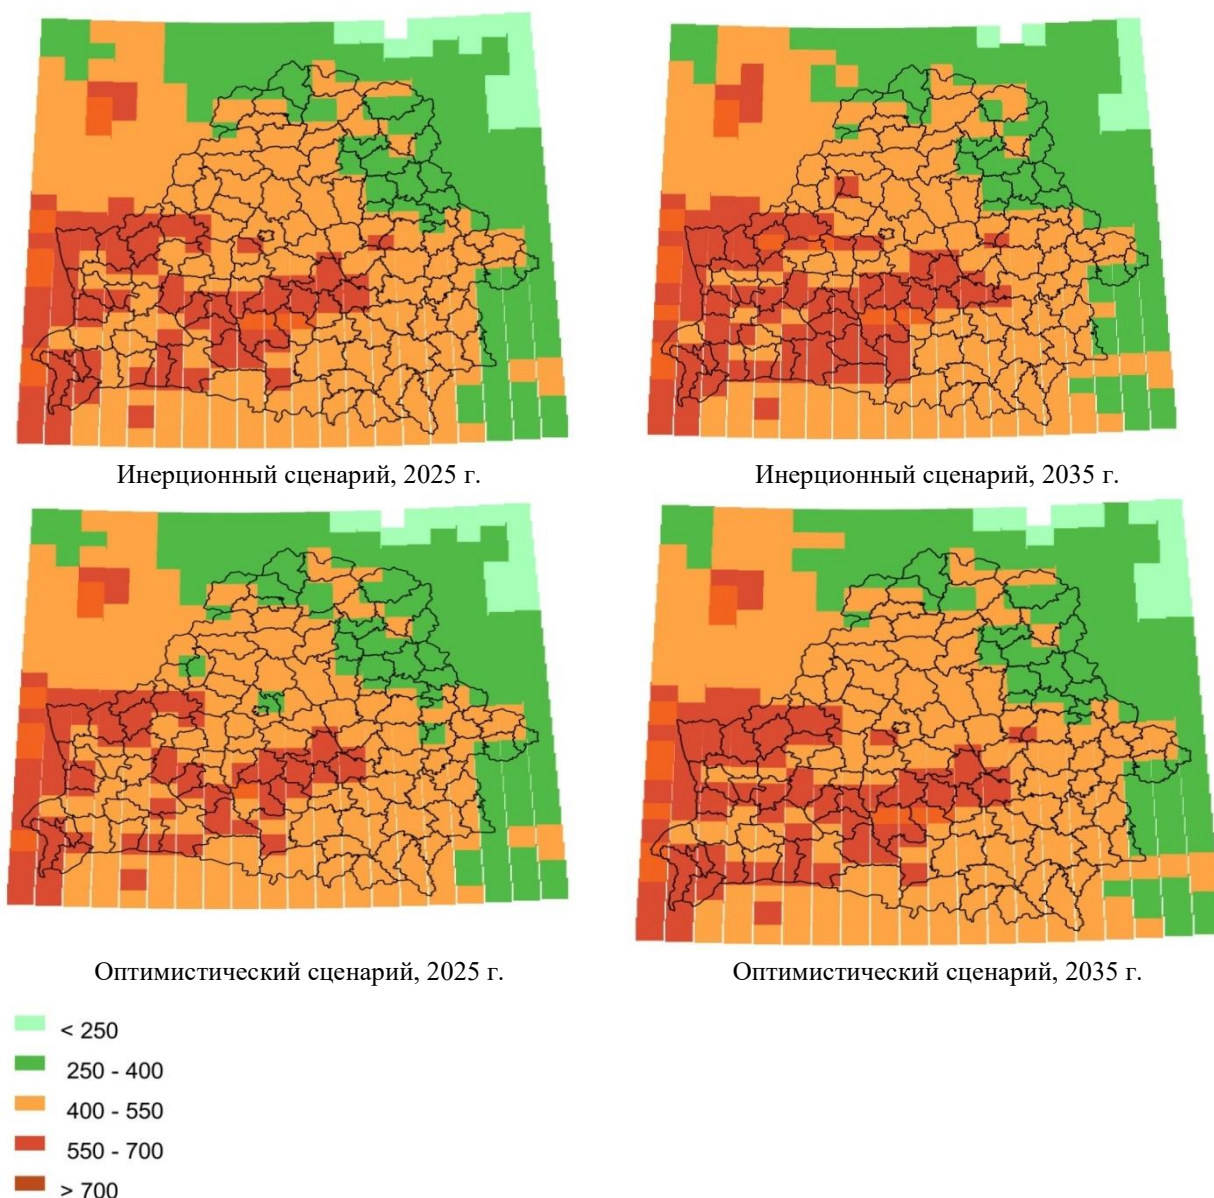 Инерционный сценарий, 2025 г.
Инерционный сценарий, 2035 г.
Оптимистический сценарий, 2025 г.
Оптимистический сценарий, 2035 г.
< 250
250 - 400
400 - 550
550 - 700
> 700